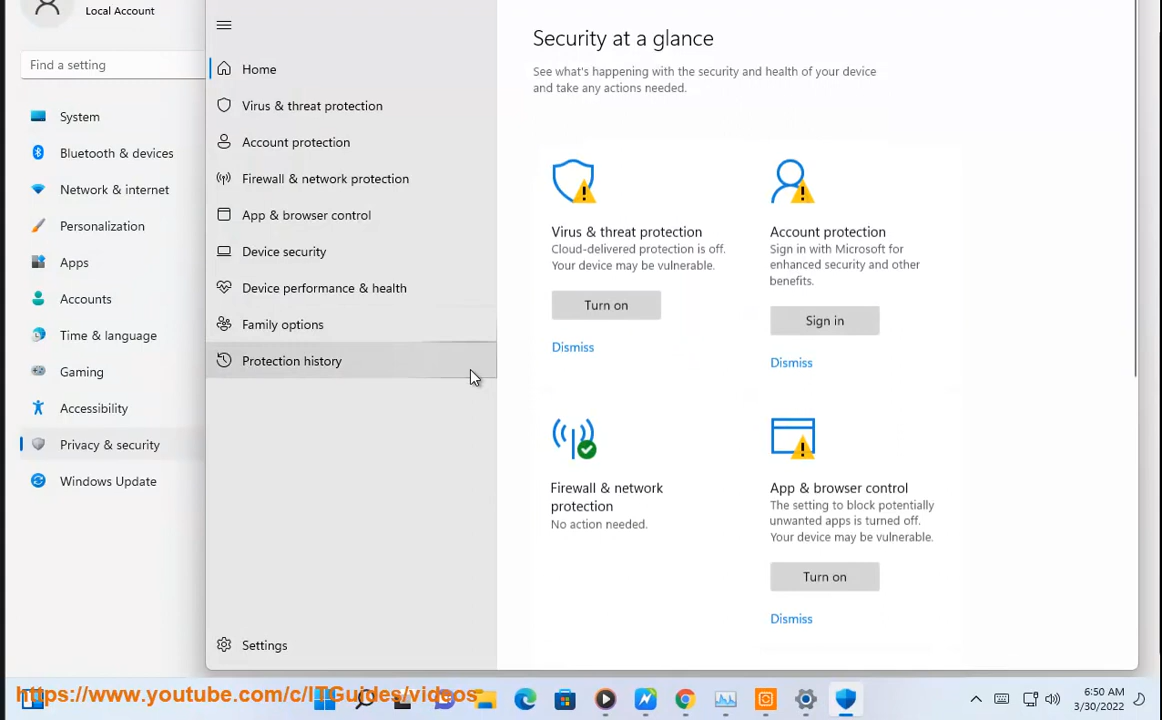 Local Account
Find a setting
System
Bluetooth & devices
Network & internet
Personalization
Apps
Accounts
Time & language
Gaming
Accessibility
Privacy & security
Windows Update
Home
Virus & threat protection
Account protection
Firewall & network protection
App & browser control
Device security
Device performance & health
Family options
Protection history
Settings
Security at a glance
See what's happening with the security and health of your device
and take any actions needed.
Virus & threat protection
Cloud-delivered protection is off.
Your device may be vulnerable.
Turn on
Dismiss
Account protection
Sign in with Microsoft for
enhanced security and other
benefits.
Sign in
Dismiss
Firewall & network
protection
No action needed.
App & browser control
The setting to block potentially
unwanted apps is turned off.
Your device may be vulnerable.
Turn on
Dismiss
https://www.youtube.com/c/ITGuides/videos
6:50 AM
3/30/2022